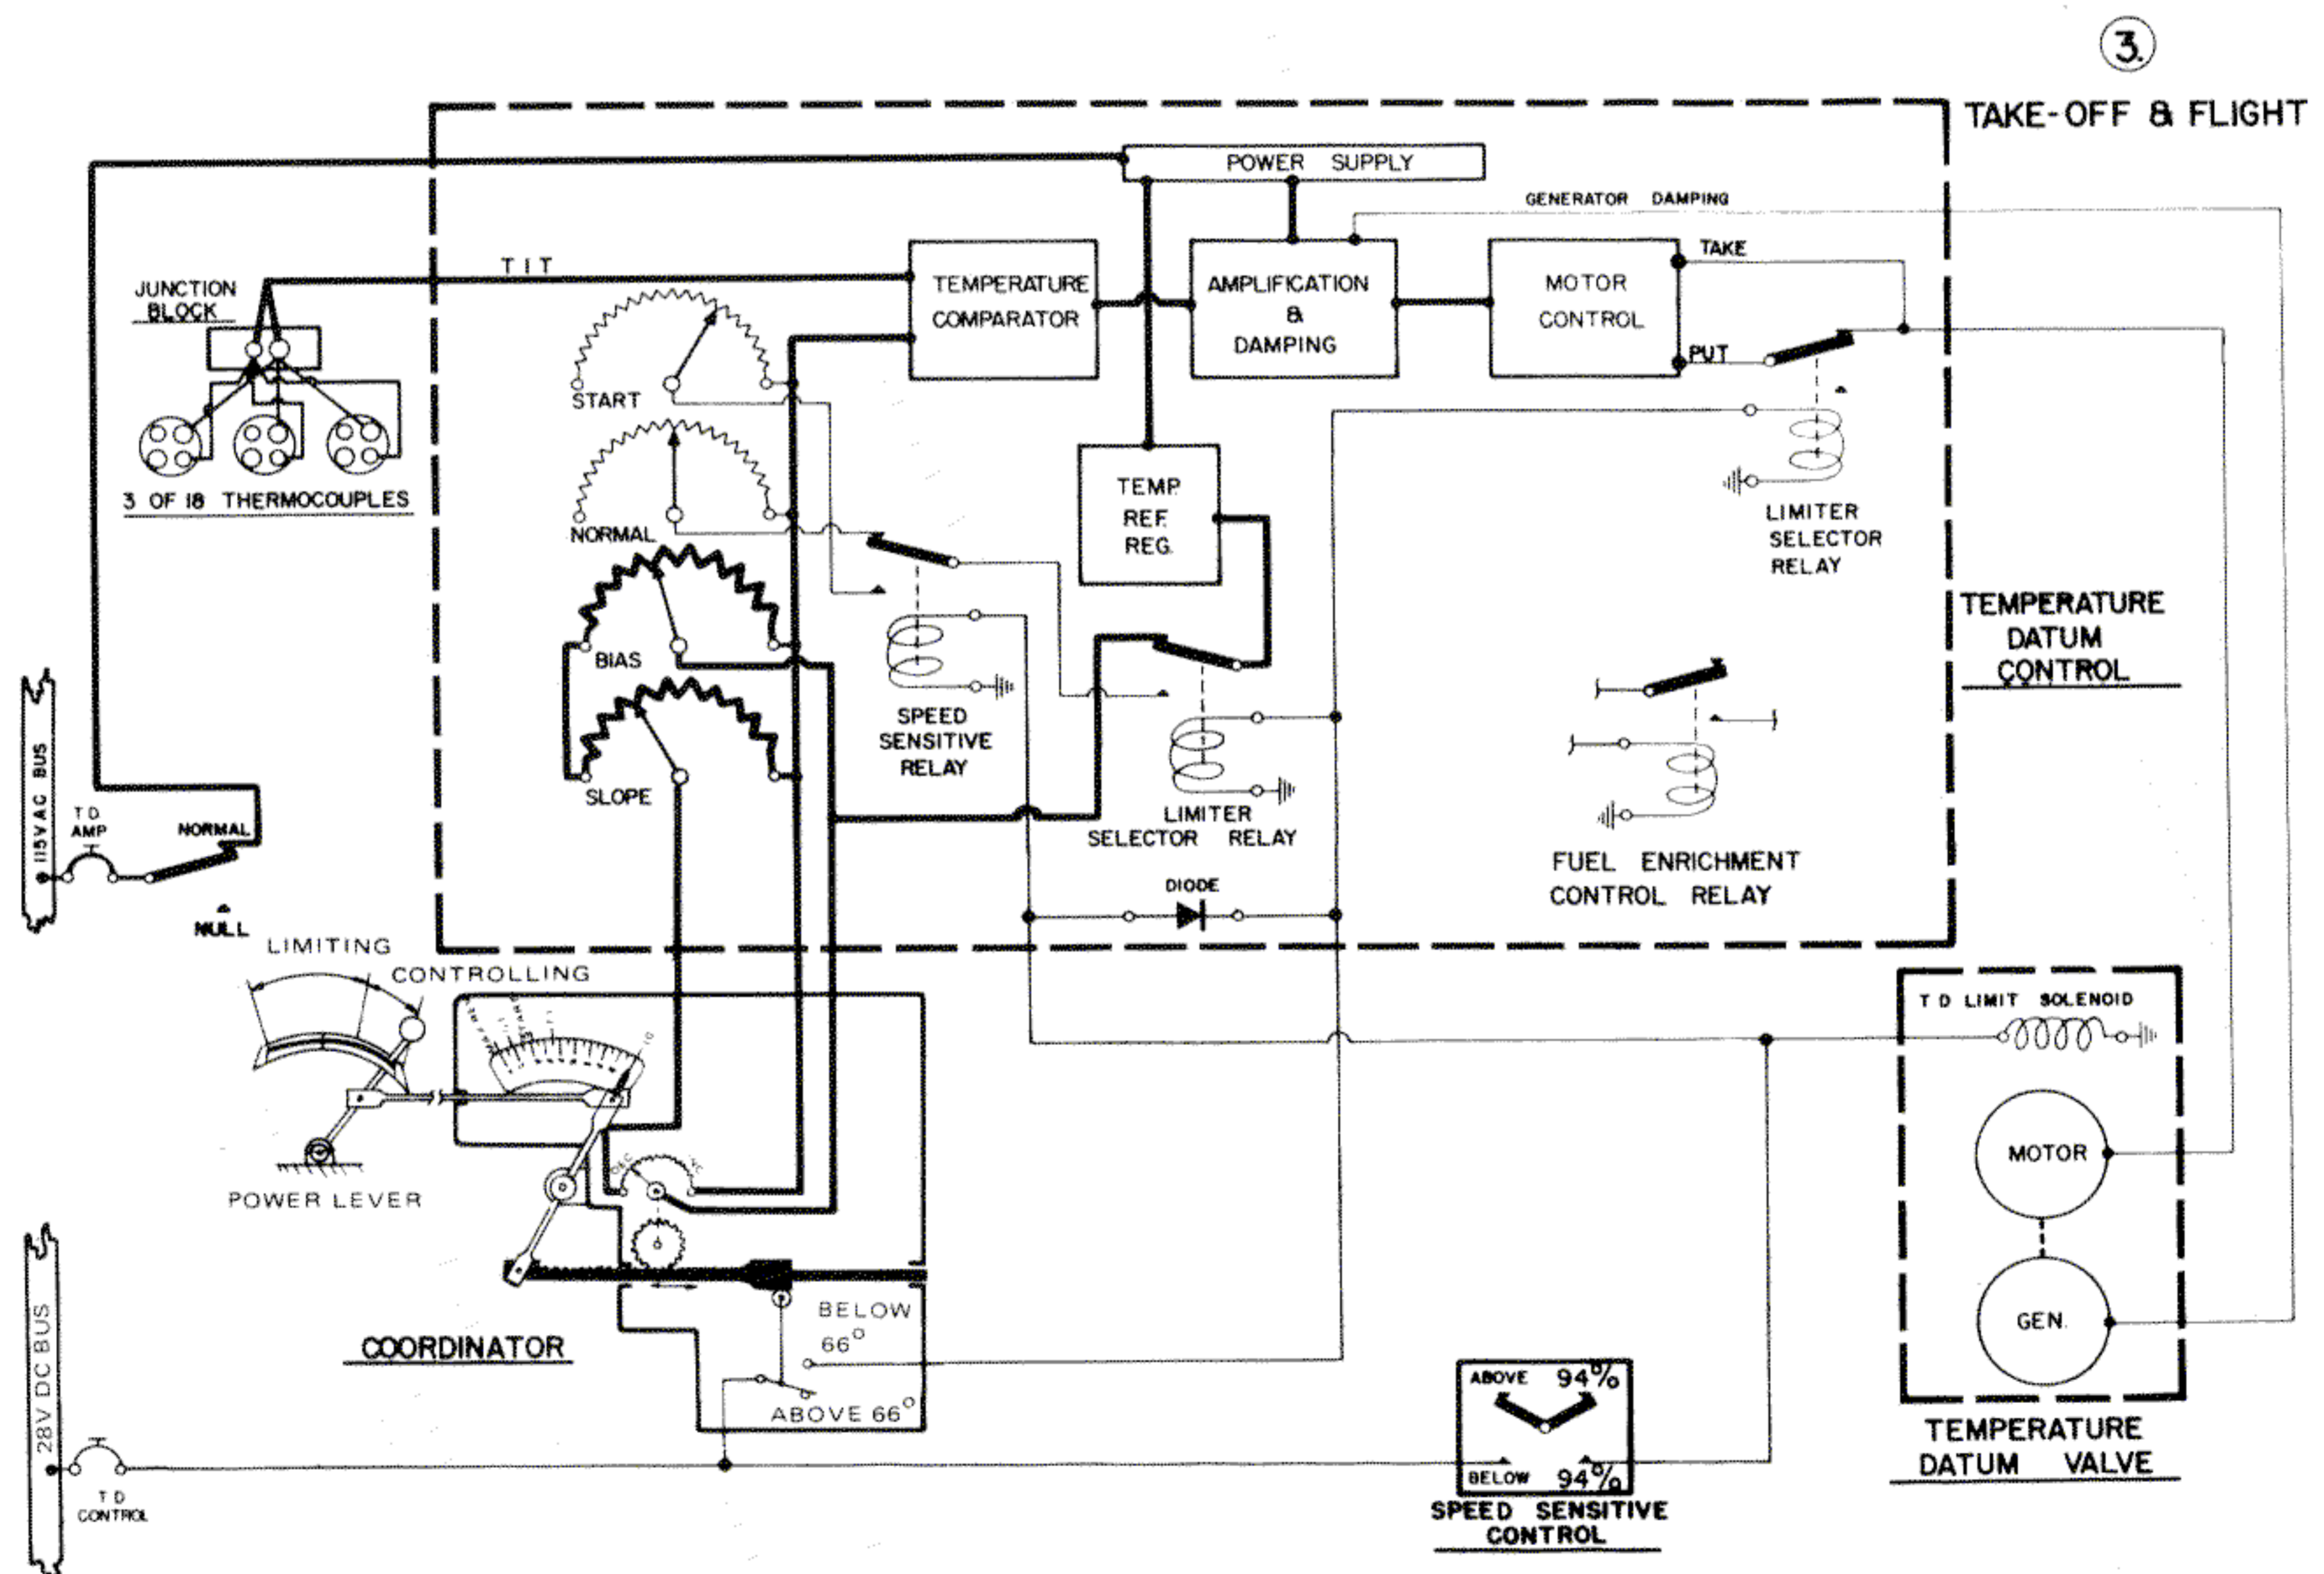 3.
TAKE-OFF & FLIGHT
POWER SUPPLY
GENERATOR DAMPING
TIT
TEMPERATURE
COMPARATOR
AMPLIFICATION
&
DAMPING
MOTOR
CONTROL
TAKE
PUT
JUNCTION
BLOCK
3 OF 18 THERMOCOUPLES
START
NORMAL
BIAS
SLOPE
TEMP.
REF.
REG.
LIMITER
SELECTOR
RELAY
SPEED
SENSITIVE
RELAY
LIMITER
SELECTOR RELAY
TEMPERATURE
DATUM
CONTROL
FUEL ENRICHMENT
CONTROL RELAY
DIODE
115V AC BUS
T D
AMP
NORMAL
NULL
LIMITING
CONTROLLING
POWER LEVER
COORDINATOR
BELOW
66°
ABOVE 66°
28V DC BUS
T D
CONTROL
ABOVE 94%
BELOW 94%
SPEED SENSITIVE
CONTROL
T D LIMIT SOLENOID
MOTOR
GEN.
TEMPERATURE
DATUM VALVE